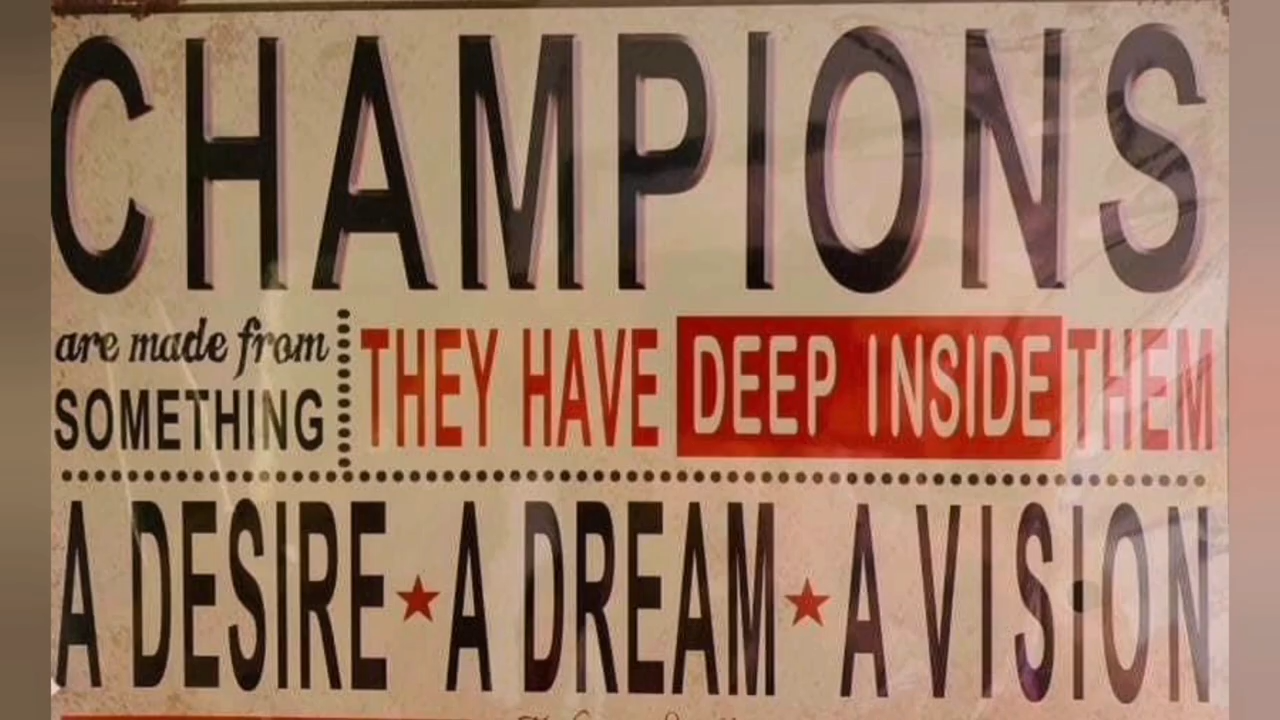 CHAMPIONS
are made from
SOMETHING
THEY HAVE DEEP INSIDE THEM
A DESIRE ★ A DREAM ★ A VISION